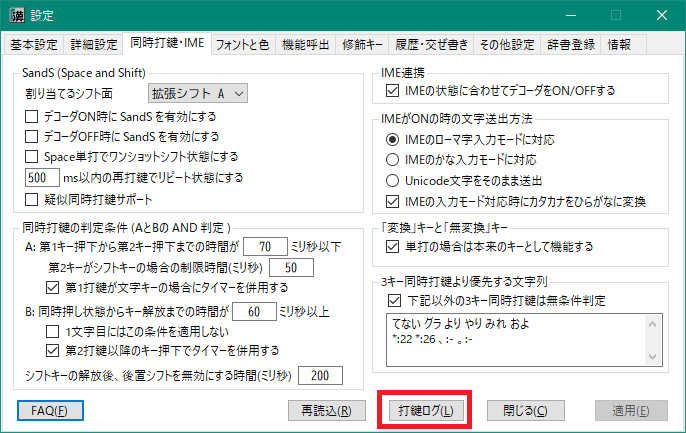 設定
基本設定 詳細設定 同時打鍵・IME フォントと色 機能呼出 修飾キー 履歴・交ぜ書き その他設定 辞書登録 情報
SandS (Space and Shift)
割り当てるシフト面 拡張シフト A
デコーダON時に SandS を有効にする
デコーダOFF時に SandS を有効にする
Space単打でワンショットシフト状態にする
500 ms以内の再打鍵でリピート状態にする
疑似同時打鍵サポート
同時打鍵の判定条件 (AとBの AND 判定 )
A: 第1キー押下から第2キー押下までの時間が 70 ミリ秒以下
第2キーがシフトキーの場合の制限時間(ミリ秒) 50
第1打鍵が文字キーの場合にタイマーを併用する
B: 同時押し状態からキー解放までの時間が 60 ミリ秒以上
1文字目にはこの条件を適用しない
第2打鍵以降のキー押下でタイマーを併用する
シフトキーの解放後、後置シフトを無効にする時間(ミリ秒) 200
IME連携
IMEの状態に合わせてデコーダをON/OFFする
IMEがONの時の文字送出方法
IMEのローマ字入力モードに対応
IMEのかな入力モードに対応
Unicode文字をそのまま送出
IMEの入力モード対応時にカタカナをひらがなに変換
「変換」キーと「無変換」キー
単打の場合は本来のキーとして機能する
3キー同時打鍵より優先する文字列
下記以外の3キー同時打鍵は無条件判定
てない グラ より やり みれ およ
*:22 *:26 、:- 。:-
FAQ(F) 再読込(R) 打鍵ログ(L) 閉じる(C) 適用(F)